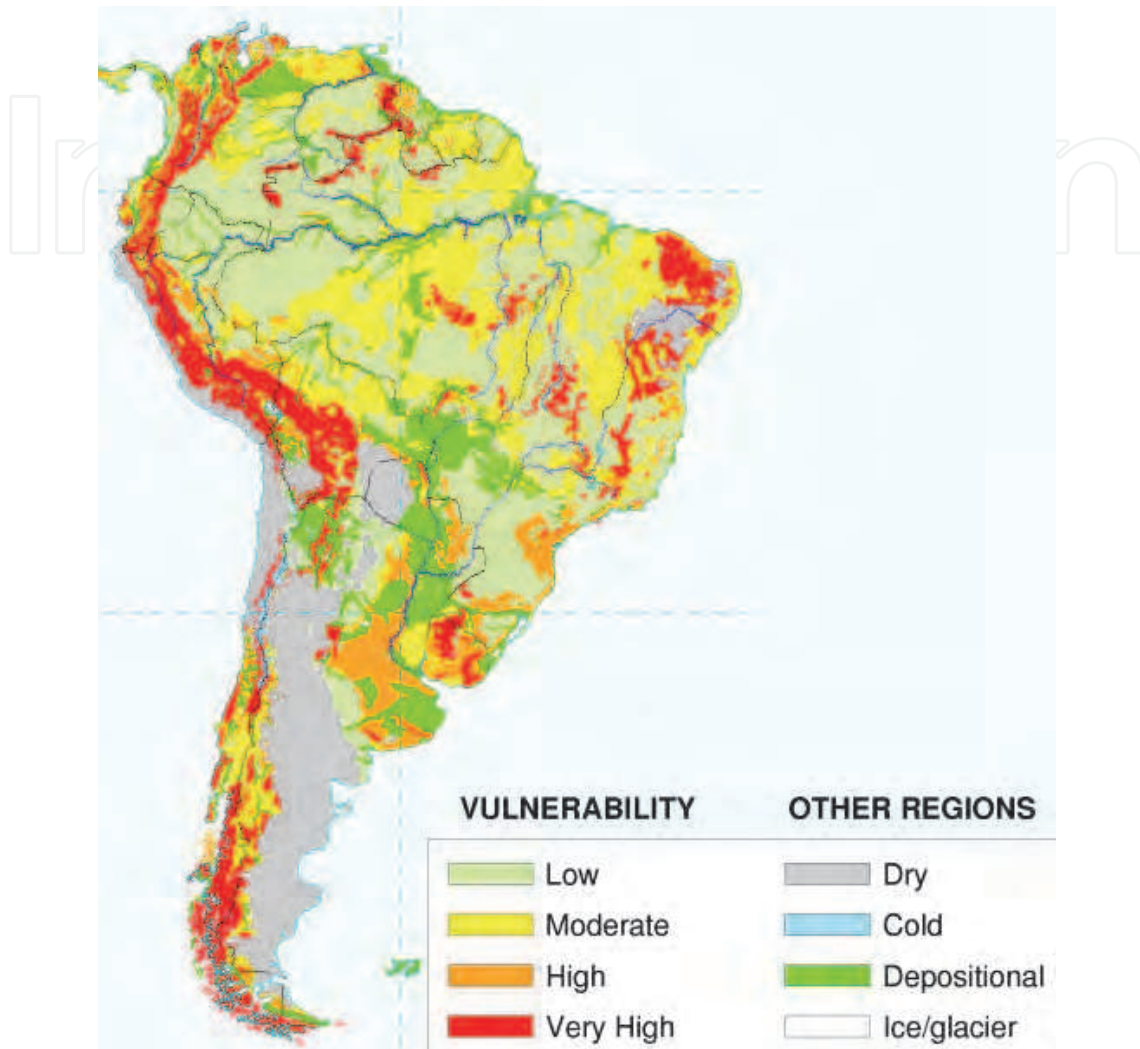 VULNERABILITY OTHER REGIONS
Low Dry
Moderate Cold
High Depositional
Very High Ice/glacier